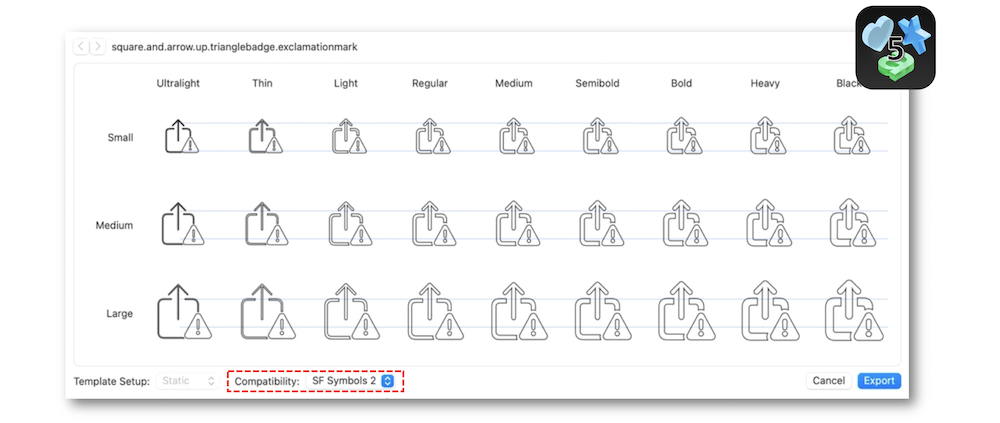 square.and.arrow.up.trianglebadge.exclamationmark
5
Ultralight Thin Light Regular Medium Semibold Bold Heavy Black
Small
Medium
Large
Template Setup: Static Compatibility: SF Symbols 2 Cancel Export